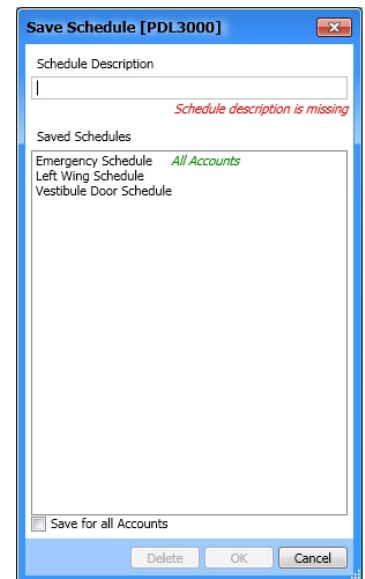 Save Schedule [PDL3000]
Schedule Description
Schedule description is missing
Saved Schedules
Emergency Schedule All Accounts
Left Wing Schedule
Vestibule Door Schedule
Save for all Accounts
Delete OK Cancel